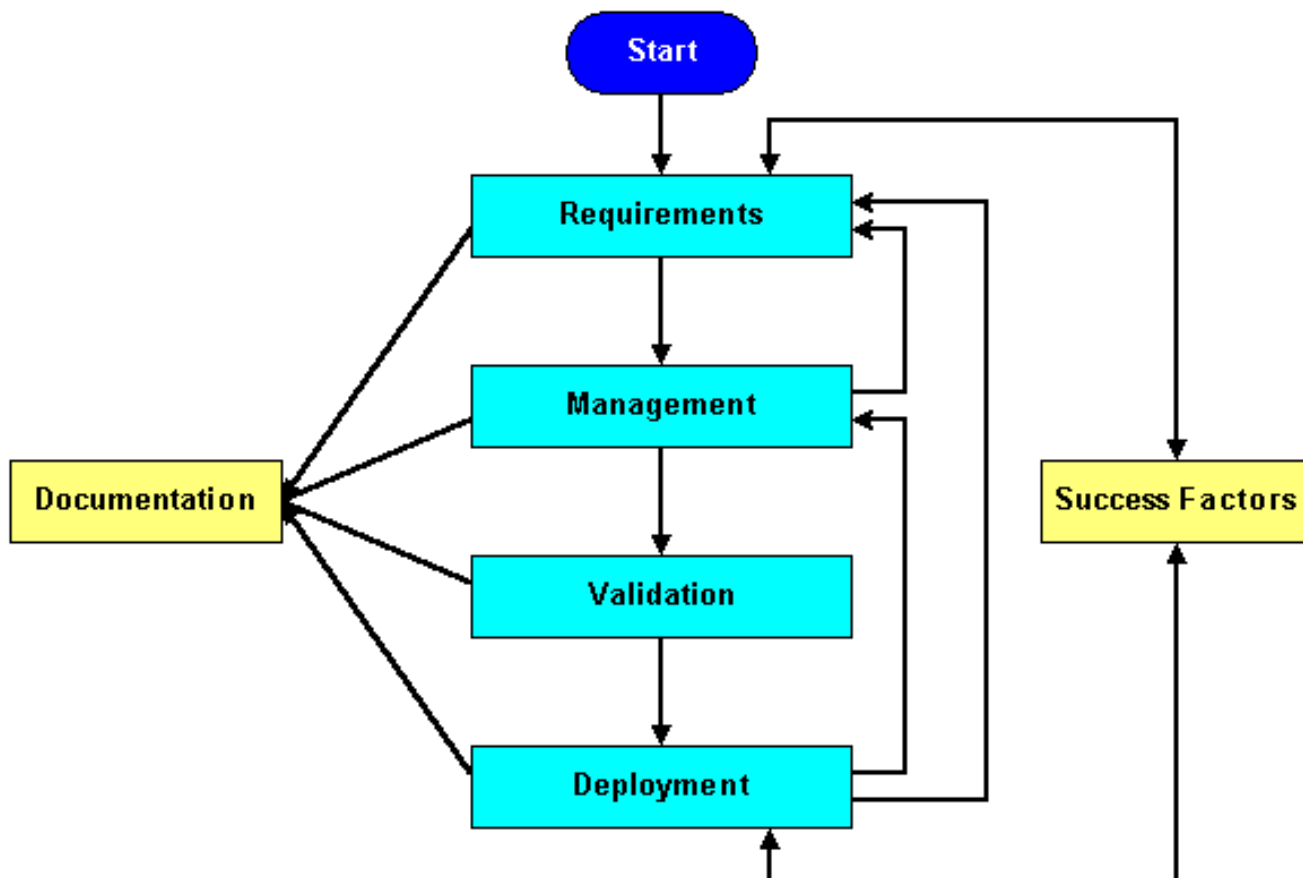 Start
Requirements
Management
Documentation
Success Factors
Validation
Deployment